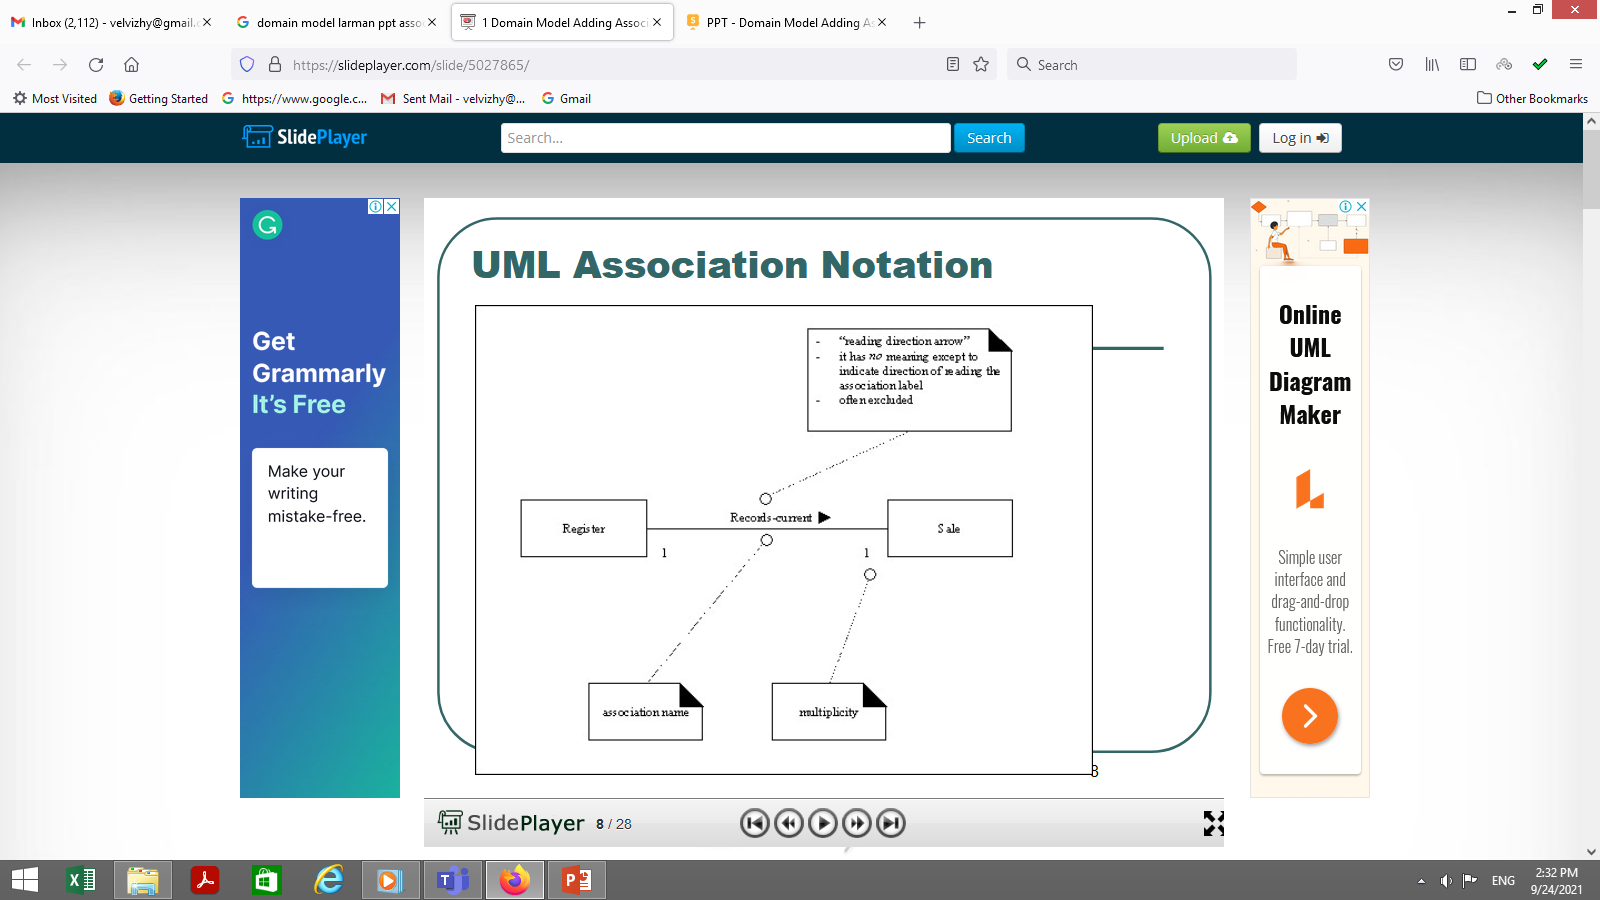 Inbox (2,112) - velvizhy@gmail.c
domain model larman ppt asso
1 Domain Model Adding Associ
PPT - Domain Model Adding As
https://slideplayer.com/slide/5027865/
Search
Most Visited
Getting Started
https://www.google.c...
Sent Mail - velvizhy@...
Gmail
Other Bookmarks
SlidePlayer
Search...
Search
Upload
Log in
Get
Grammarly
It's Free
Make your
writing
mistake-free.
UML Association Notation
- “reading direction arrow”
- it has no meaning except to
indicate direction of reading the
association label
- often excluded
Register
Records-current
Sale
1
1
association name
multiplicity
8
Online
UML
Diagram
Maker
Simple user
interface and
drag-and-drop
functionality.
Free 7-day trial.
SlidePlayer
8 / 28
ENG
2:32 PM
9/24/2021